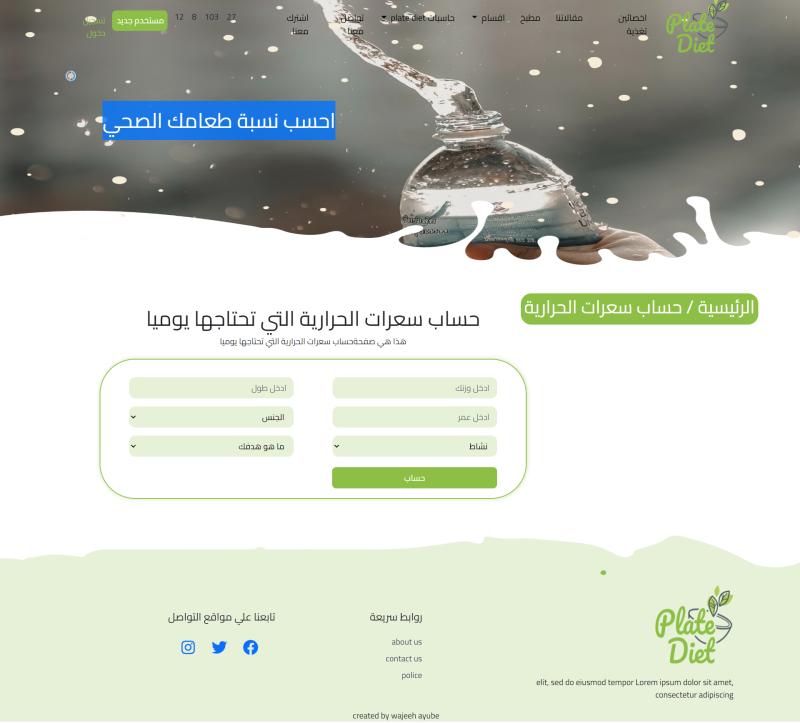 Plate
Diet
اخصائين
تغذية
مقالاتنا
مطبخ
اقسام
حاسبات plate diet
تواصل
معنا
اشترك
معنا
27 103 8 12
مستخدم جديد
تسجيل
دخول
احسب نسبة طعامك الصحي
الرئيسية / حساب سعرات الحرارية
حساب سعرات الحرارية التي تحتاجها يوميا
هذا هي صفحةحساب سعرات الحرارية التي تحتاجها يوميا
ادخل وزنك
ادخل طول
ادخل عمر
الجنس
نشاط
ما هو هدفك
حساب
Plate
Diet
elit, sed do eiusmod tempor Lorem ipsum dolor sit amet,
consectetur adipiscing
روابط سريعة
about us
contact us
police
تابعنا علي مواقع التواصل
created by wajeeh ayube